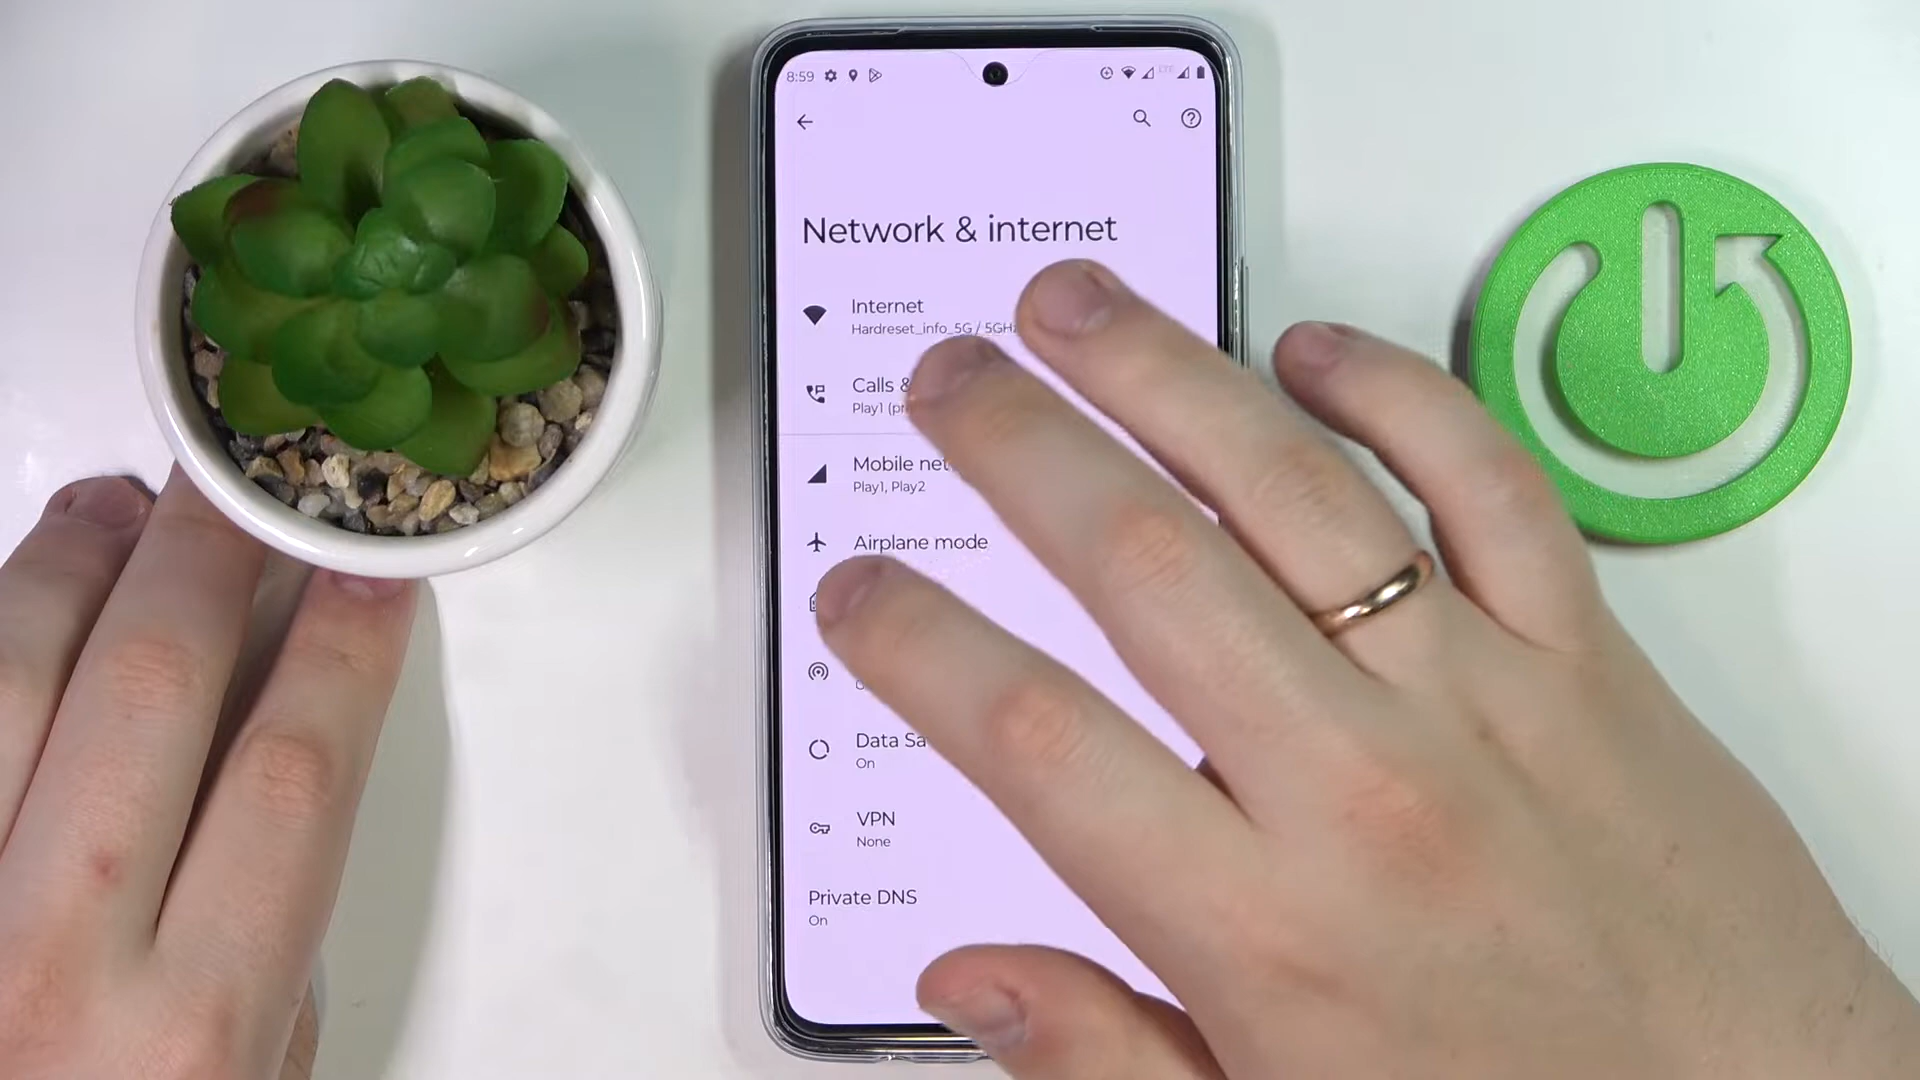 8:59
Network & internet
Internet
Hardreset_info_5G / 5GHz
Calls &
Play1 (pr
Mobile net
Play1, Play2
Airplane mode
Data Sa
On
VPN
None
Private DNS
On